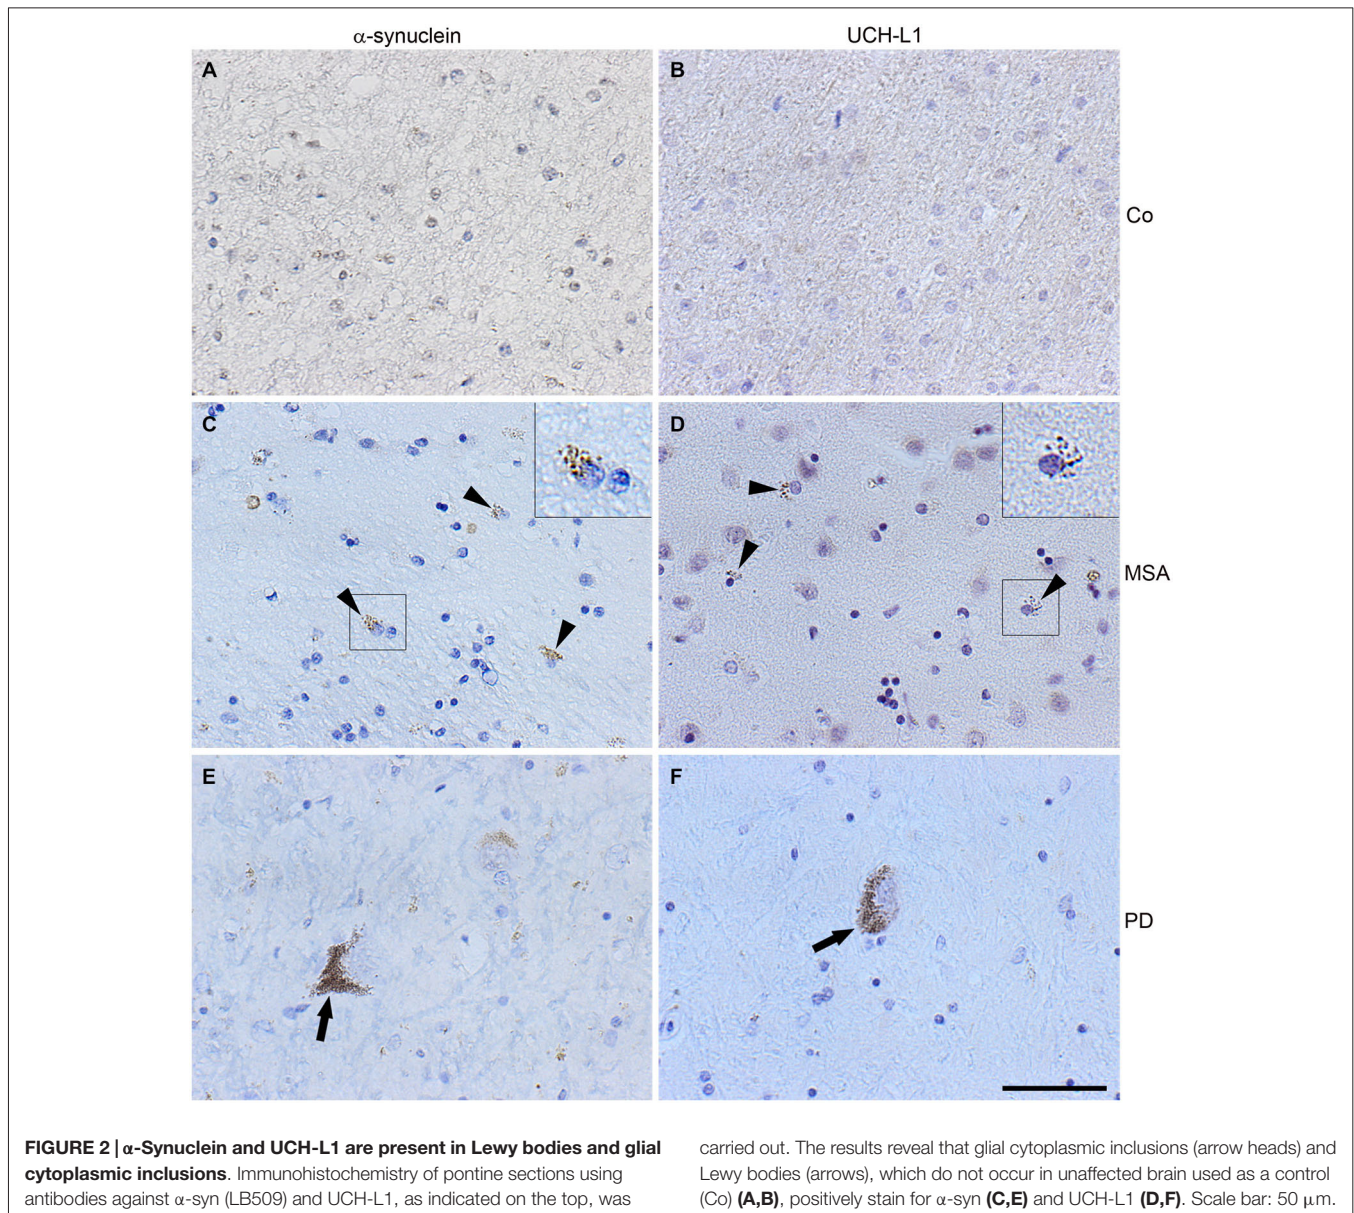 α-synuclein
UCH-L1
A
B
Co
C
D
MSA
E
F
PD
FIGURE 2 | α-Synuclein and UCH-L1 are present in Lewy bodies and glial
cytoplasmic inclusions. Immunohistochemistry of pontine sections using
antibodies against α-syn (LB509) and UCH-L1, as indicated on the top, was
carried out. The results reveal that glial cytoplasmic inclusions (arrow heads) and
Lewy bodies (arrows), which do not occur in unaffected brain used as a control
(Co) (A,B), positively stain for α-syn (C,E) and UCH-L1 (D,F). Scale bar: 50 μm.